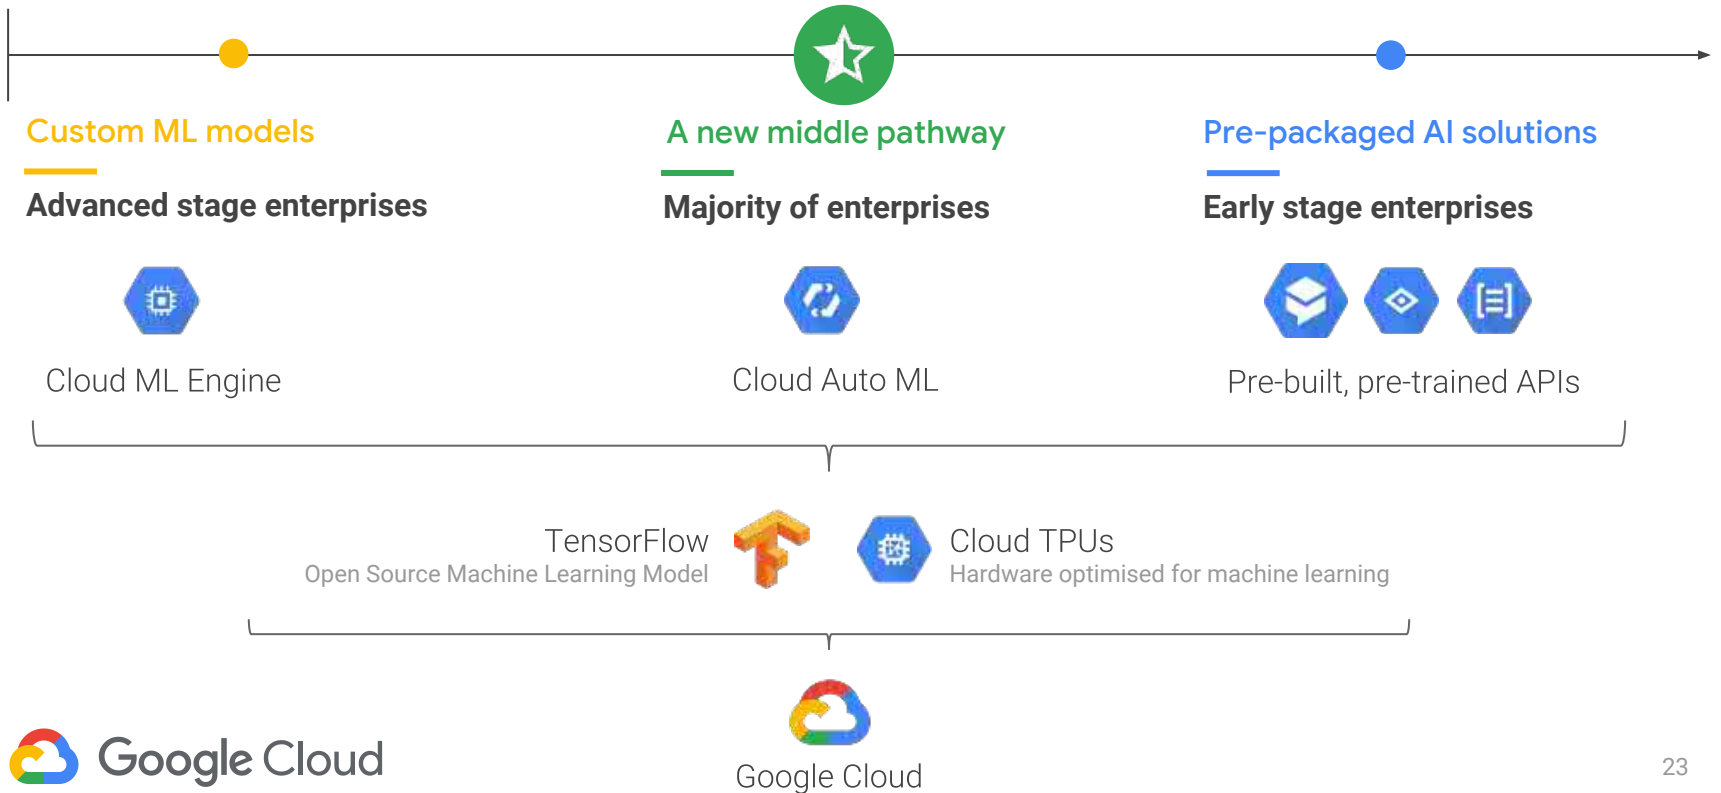 Custom ML models
Advanced stage enterprises
Cloud ML Engine
A new middle pathway
Majority of enterprises
Cloud Auto ML
Pre-packaged AI solutions
Early stage enterprises
Pre-built, pre-trained APIs
TensorFlow
Open Source Machine Learning Model
Cloud TPUs
Hardware optimised for machine learning
Google Cloud
Google Cloud
23